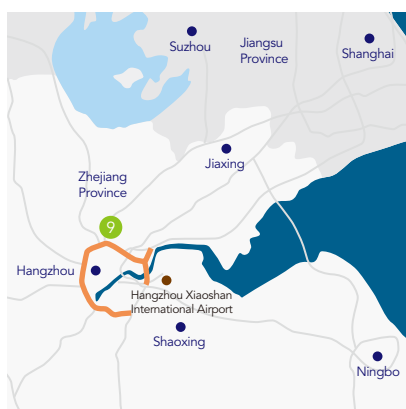 Suzhou
Jiangsu
Province
Shanghai
Jiaxing
Zhejiang
Province
9
Hangzhou
Hangzhou Xiaoshan
International Airport
Shaoxing
Ningbo